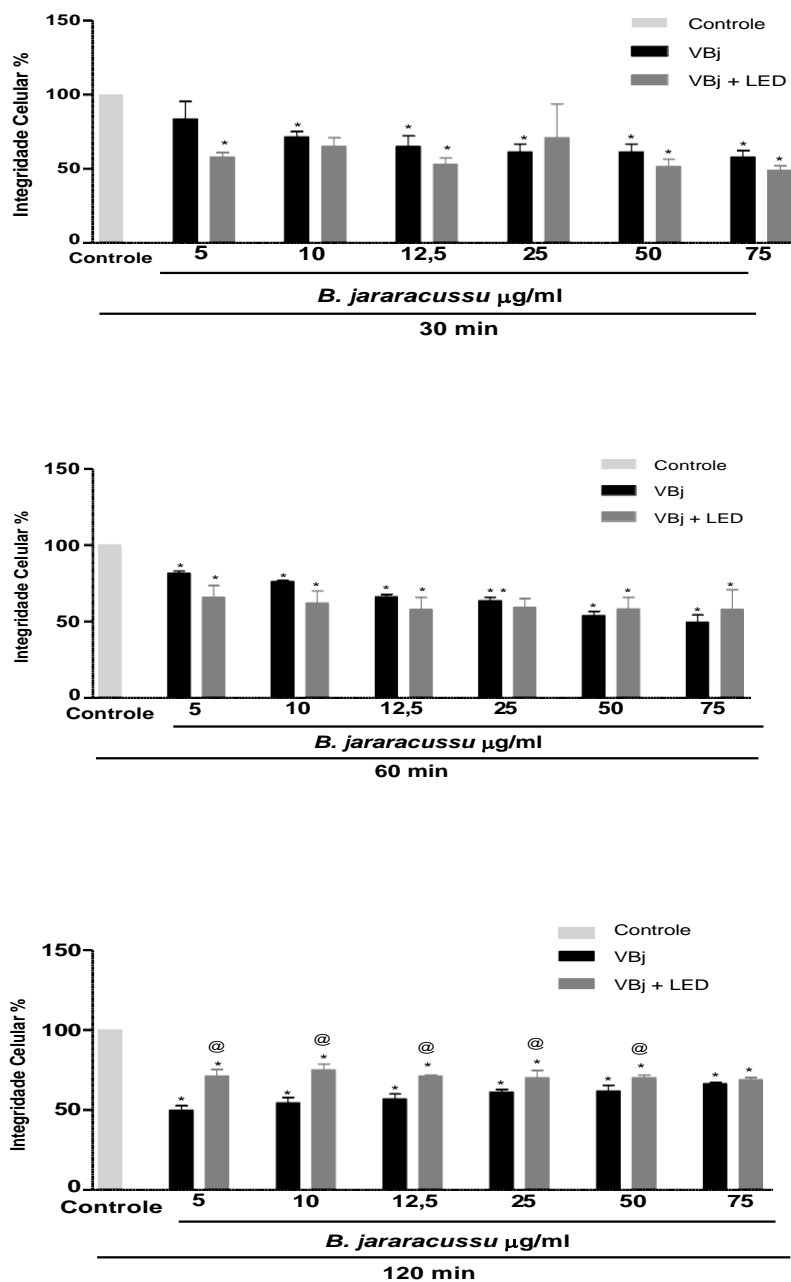 150
100
50
0
Integridade Celular %
Controle
VBj
VBj + LED
* * * * * * * * *
Controle 5 10 12,5 25 50 75
B. jararacussu µg/ml
30 min
150
100
50
0
Integridade Celular %
Controle
VBj
VBj + LED
* * * * * * * * * * * *
Controle 5 10 12,5 25 50 75
B. jararacussu µg/ml
60 min
150
100
50
0
Integridade Celular %
Controle
VBj
VBj + LED
@ @ @ @ @
* * * * * * * * * * * *
Controle 5 10 12,5 25 50 75
B. jararacussu µg/ml
120 min